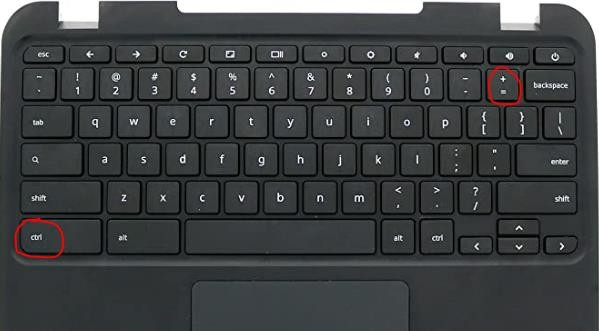 esc
~ ! @ # $ % ^ & * ( ) _ +
` 1 2 3 4 5 6 7 8 9 0 - = backspace
tab q w e r t y u i o p { } |
[ ] \
a s d f g h j k l : " enter
; '
shift z x c v b n m < > ? shift
, . /
ctrl alt alt ctrl